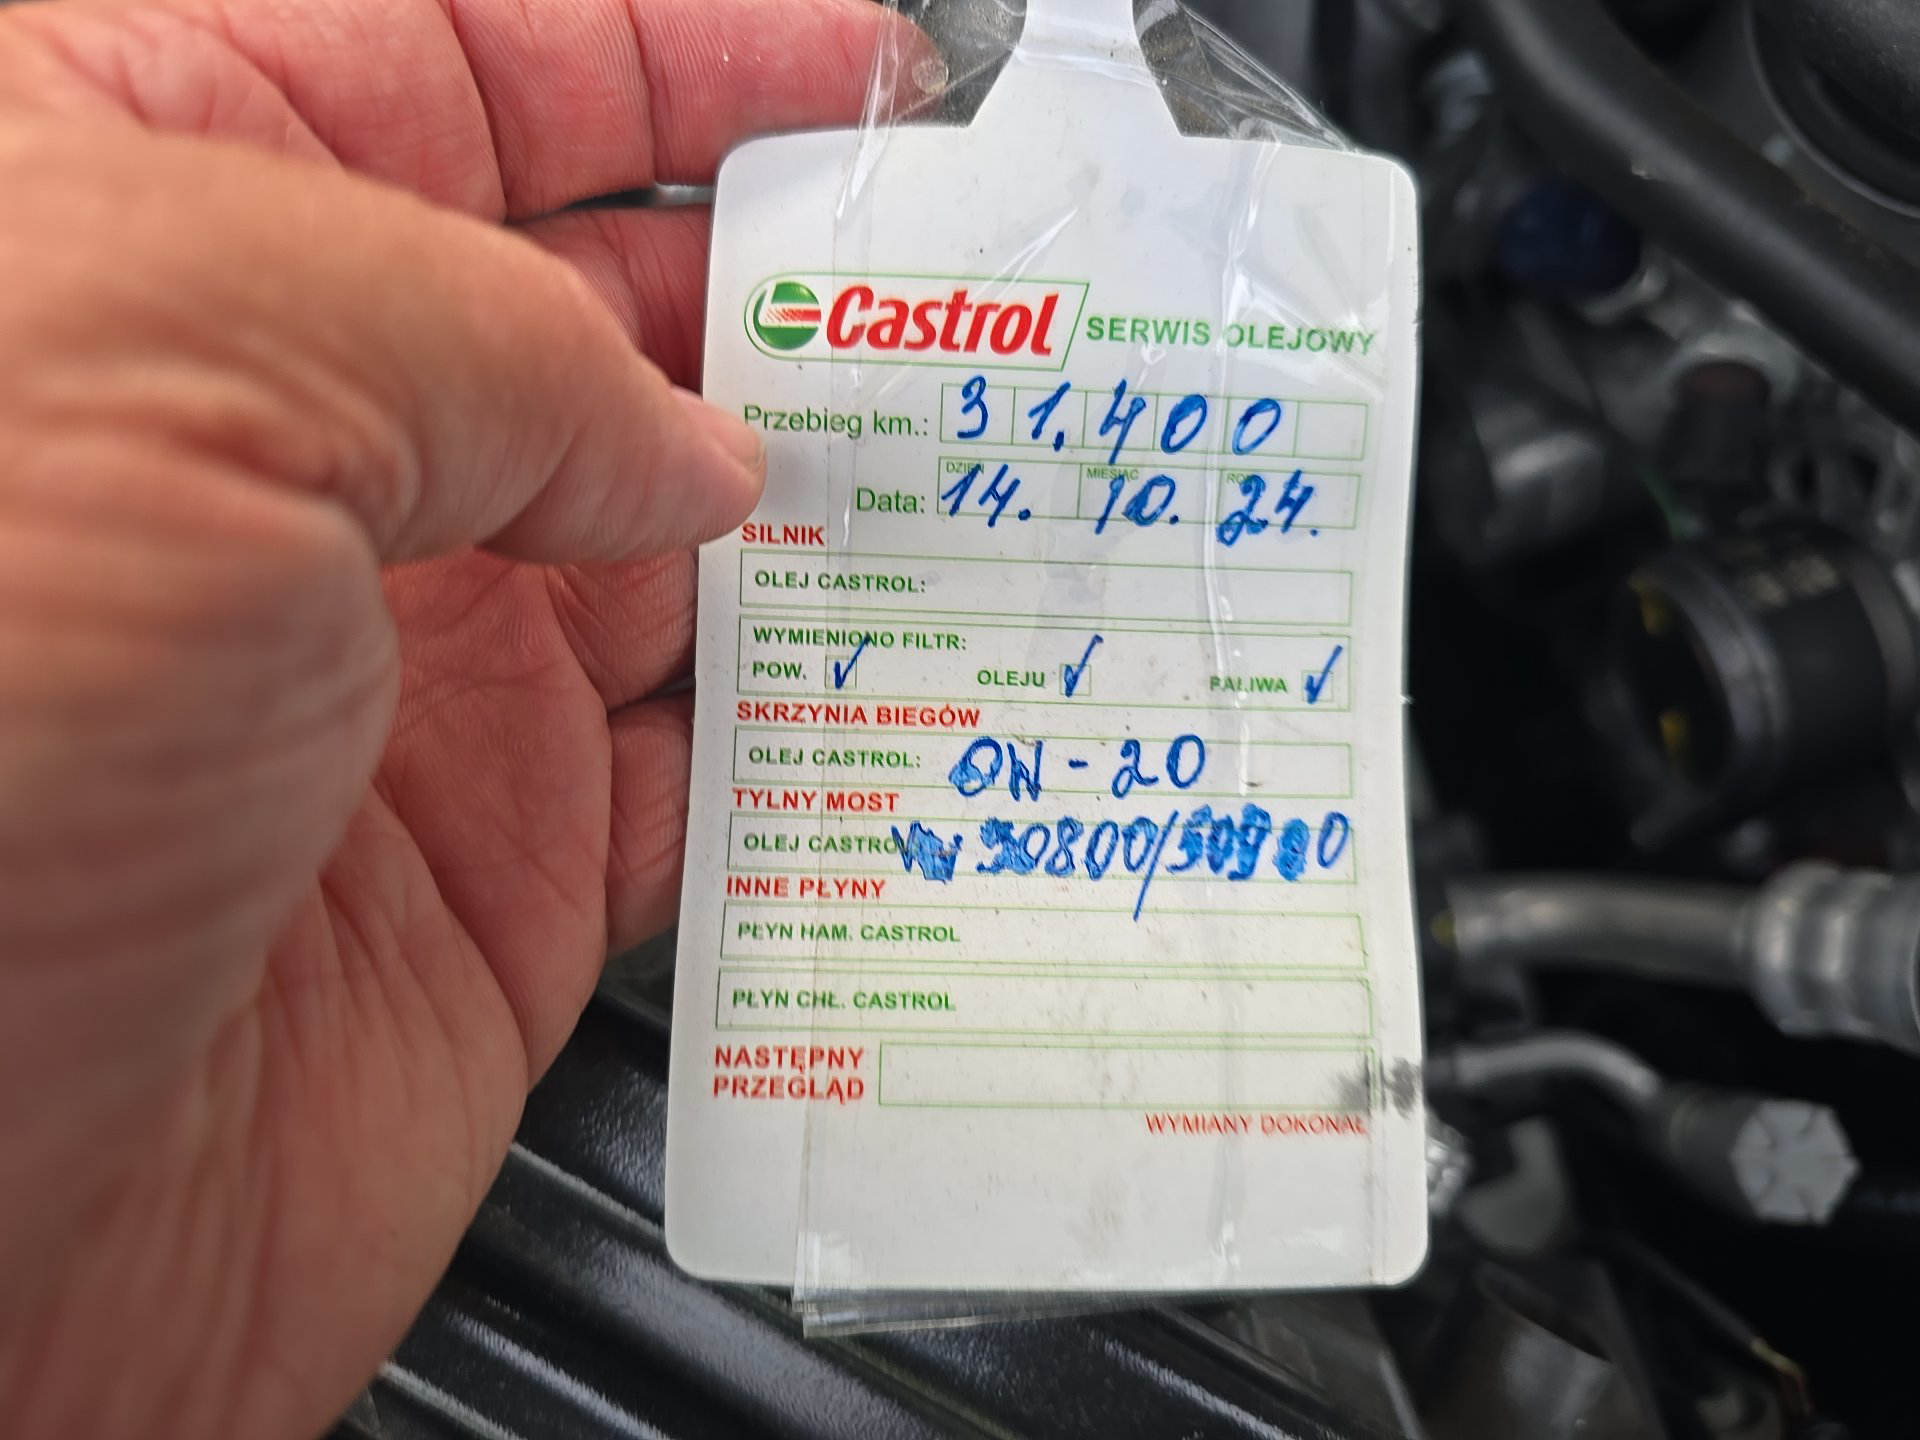 Castrol SERWIS OLEJOWY
Przebieg km.: 31.400
DZIEŃ MIESIĄC
Data: 14. 10. 24.
SILNIK
OLEJ CASTROL:
WYMIENIONO FILTR:
POW. ✓ OLEJU ✓ PALIWA ✓
SKRZYNIA BIEGÓW
OLEJ CASTROL: 0W-20
TYLNY MOST
OLEJ CASTROL
INNE PŁYNY
PŁYN HAM. CASTROL
PŁYN CHŁ. CASTROL
NASTĘPNY
PRZEGLĄD
WYMIANY DOKONAŁ